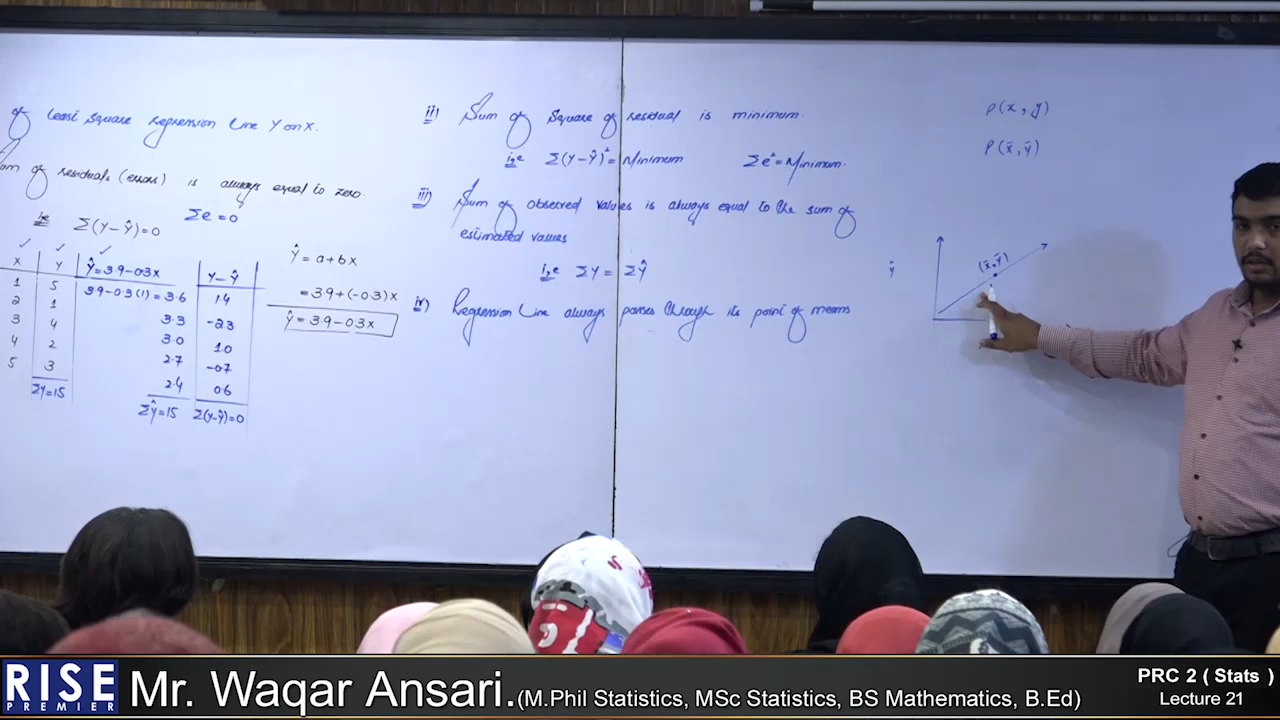 of least square regression line Y on X.
Sum of residuals (errors) is always equal to zero.
i.e Σ(Y-Ŷ)=0 Σe=0
X Y Ŷ=3.9-0.3x Y-Ŷ
1 5 3.9-0.3(1)=3.6 1.4
2 1 3.3 -2.3
3 4 3.0 1.0
4 2 2.7 -0.7
5 3 2.4 0.6
ΣY=15 ΣŶ=15 Σ(Y-Ŷ)=0
Ŷ = a+bx
= 3.9+(-0.3)x
Ŷ = 3.9-0.3x
ii) Sum of Square of residual is minimum.
i.e Σ(Y-Ŷ)²= Minimum Σe²=Minimum.
iii) Sum of observed values is always equal to the sum of
estimated values
i.e ΣY = ΣŶ
iv) Regression line always passes through its point of means
P(x, y)
P(x̄, ȳ)
Ŷ
(x̄, ȳ)
RISE
PREMIER
Mr. Waqar Ansari.(M.Phil Statistics, MSc Statistics, BS Mathematics, B.Ed)
PRC 2 ( Stats )
Lecture 21